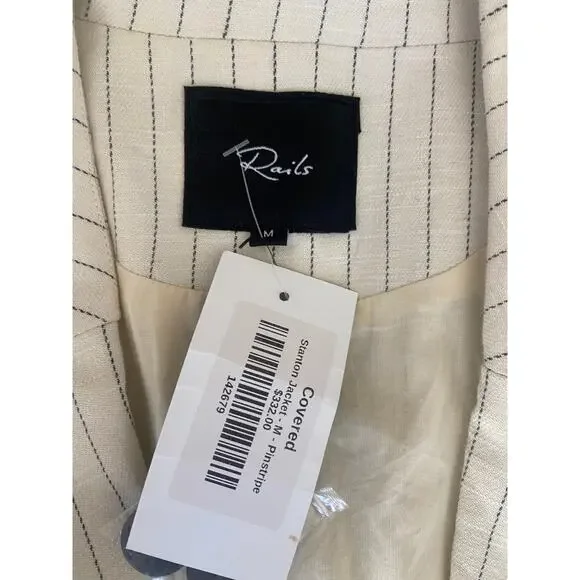 Rails
M
Covered
Stanton Jacket - M - Pinstripe
$332.00
142679